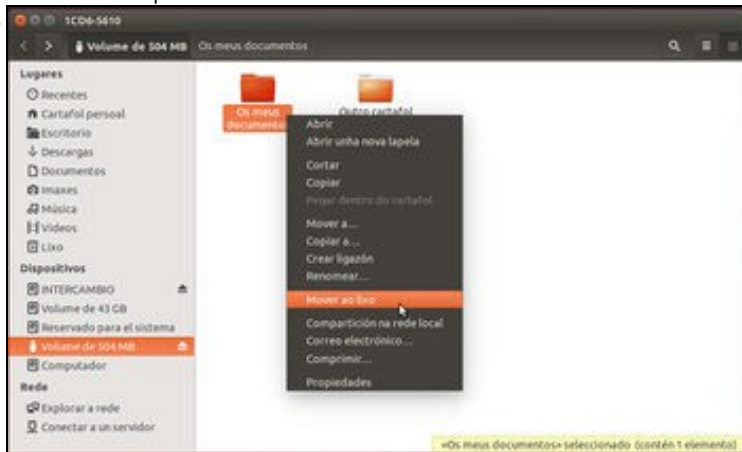 1CD6-5610
Volume de 504 MB Os meus documentos
Lugares
Recentes
Cartafol persoal
Escritorio
Descargas
Documentos
Imaxes
Música
Vídeos
Lixo
Dispositivos
INTERCAMBIO
Volume de 43 GB
Reservado para el sistema
Volume de 504 MB
Computador
Rede
Explorar a rede
Conectar a un servidor
Os meus
documentos
Outro cartafol
Abrir
Abrir unha nova lapela
Cortar
Copiar
Pegar dentro do cartafol
Mover a...
Copiar a...
Crear ligazón
Renomear...
Mover ao lixo
Compartición na rede local
Correo electrónico...
Comprimir...
Propiedades
«Os meus documentos» seleccionado (contén 1 elemento)